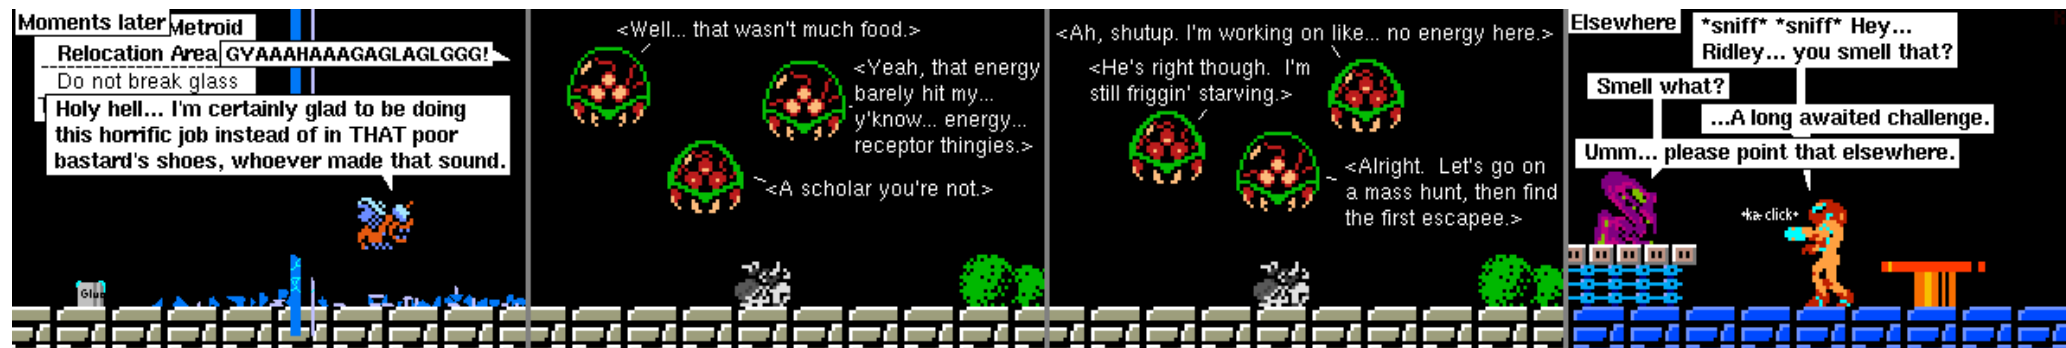 Moments later
Metroid
Relocation Area
GYAAAHAAAGAGLAGLGGG!
Do not break glass
Holy hell... I'm certainly glad to be doing
this horrific job instead of in THAT poor
bastard's shoes, whoever made that sound.
Glue
<Well... that wasn't much food.>
<Yeah, that energy
barely hit my...
y'know... energy...
receptor thingies.>
<A scholar you're not.>
<Ah, shutup. I'm working on like... no energy here.>
<He's right though. I'm
still friggin' starving.>
<Alright. Let's go on
a mass hunt, then find
the first escapee.>
Elsewhere
*sniff* *sniff* Hey...
Ridley... you smell that?
Smell what?
...A long awaited challenge.
Umm... please point that elsewhere.
*ka-click*